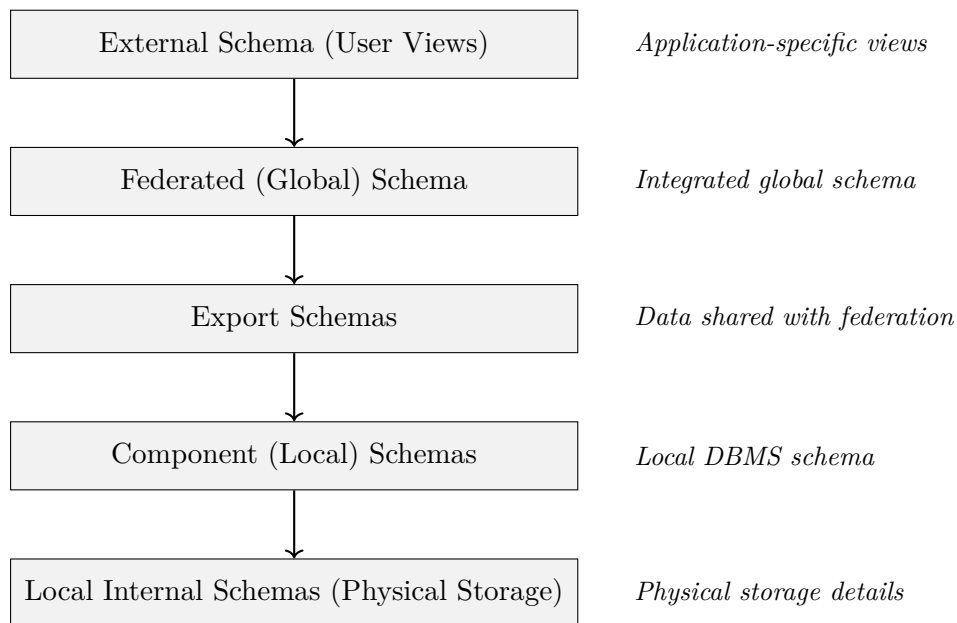 External Schema (User Views)
Application-specific views
Federated (Global) Schema
Integrated global schema
Export Schemas
Data shared with federation
Component (Local) Schemas
Local DBMS schema
Local Internal Schemas (Physical Storage)
Physical storage details